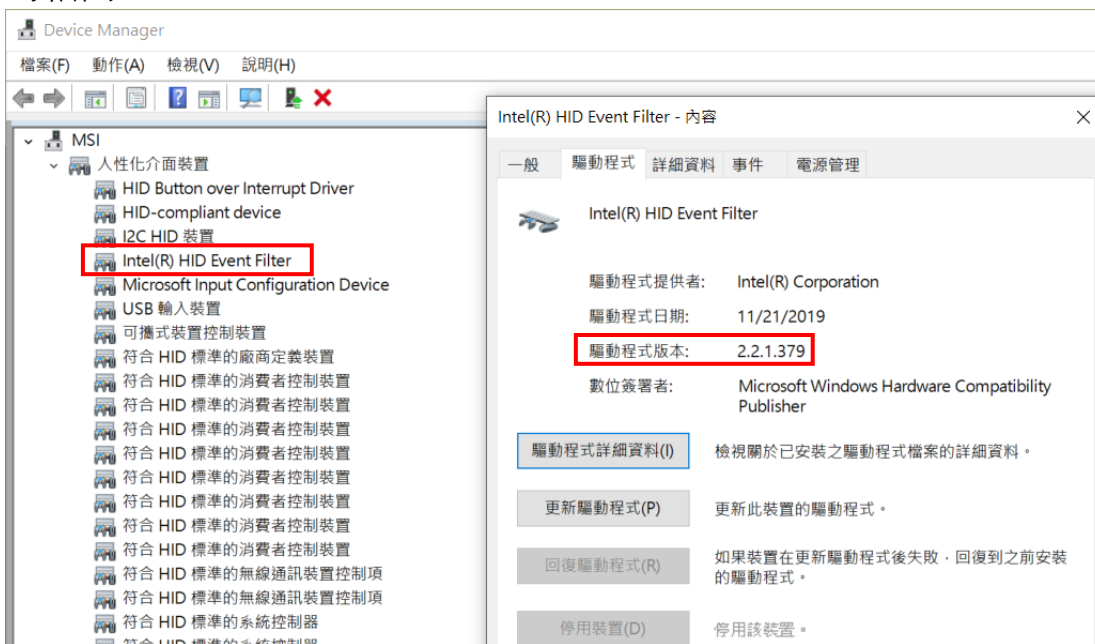 Device Manager
檔案(F) 動作(A) 檢視(V) 說明(H)
MSI
人性化介面裝置
HID Button over Interrupt Driver
HID-compliant device
I2C HID 裝置
Intel(R) HID Event Filter
Microsoft Input Configuration Device
USB 輸入裝置
可攜式裝置控制裝置
符合 HID 標準的廠商定義裝置
符合 HID 標準的消費者控制裝置
符合 HID 標準的消費者控制裝置
符合 HID 標準的消費者控制裝置
符合 HID 標準的消費者控制裝置
符合 HID 標準的消費者控制裝置
符合 HID 標準的消費者控制裝置
符合 HID 標準的消費者控制裝置
符合 HID 標準的消費者控制裝置
符合 HID 標準的無線通訊裝置控制項
符合 HID 標準的無線通訊裝置控制項
符合 HID 標準的系統控制器
符合 HID 標準的系統控制器
Intel(R) HID Event Filter - 內容
一般 驅動程式 詳細資料 事件 電源管理
Intel(R) HID Event Filter
驅動程式提供者: Intel(R) Corporation
驅動程式日期: 11/21/2019
驅動程式版本: 2.2.1.379
數位簽署者: Microsoft Windows Hardware Compatibility
Publisher
驅動程式詳細資料(I) 檢視關於已安裝之驅動程式檔案的詳細資料。
更新驅動程式(P) 更新此裝置的驅動程式。
回復驅動程式(R) 如果裝置在更新驅動程式後失敗，回復到之前安裝
的驅動程式。
停用裝置(D) 停用該裝置。